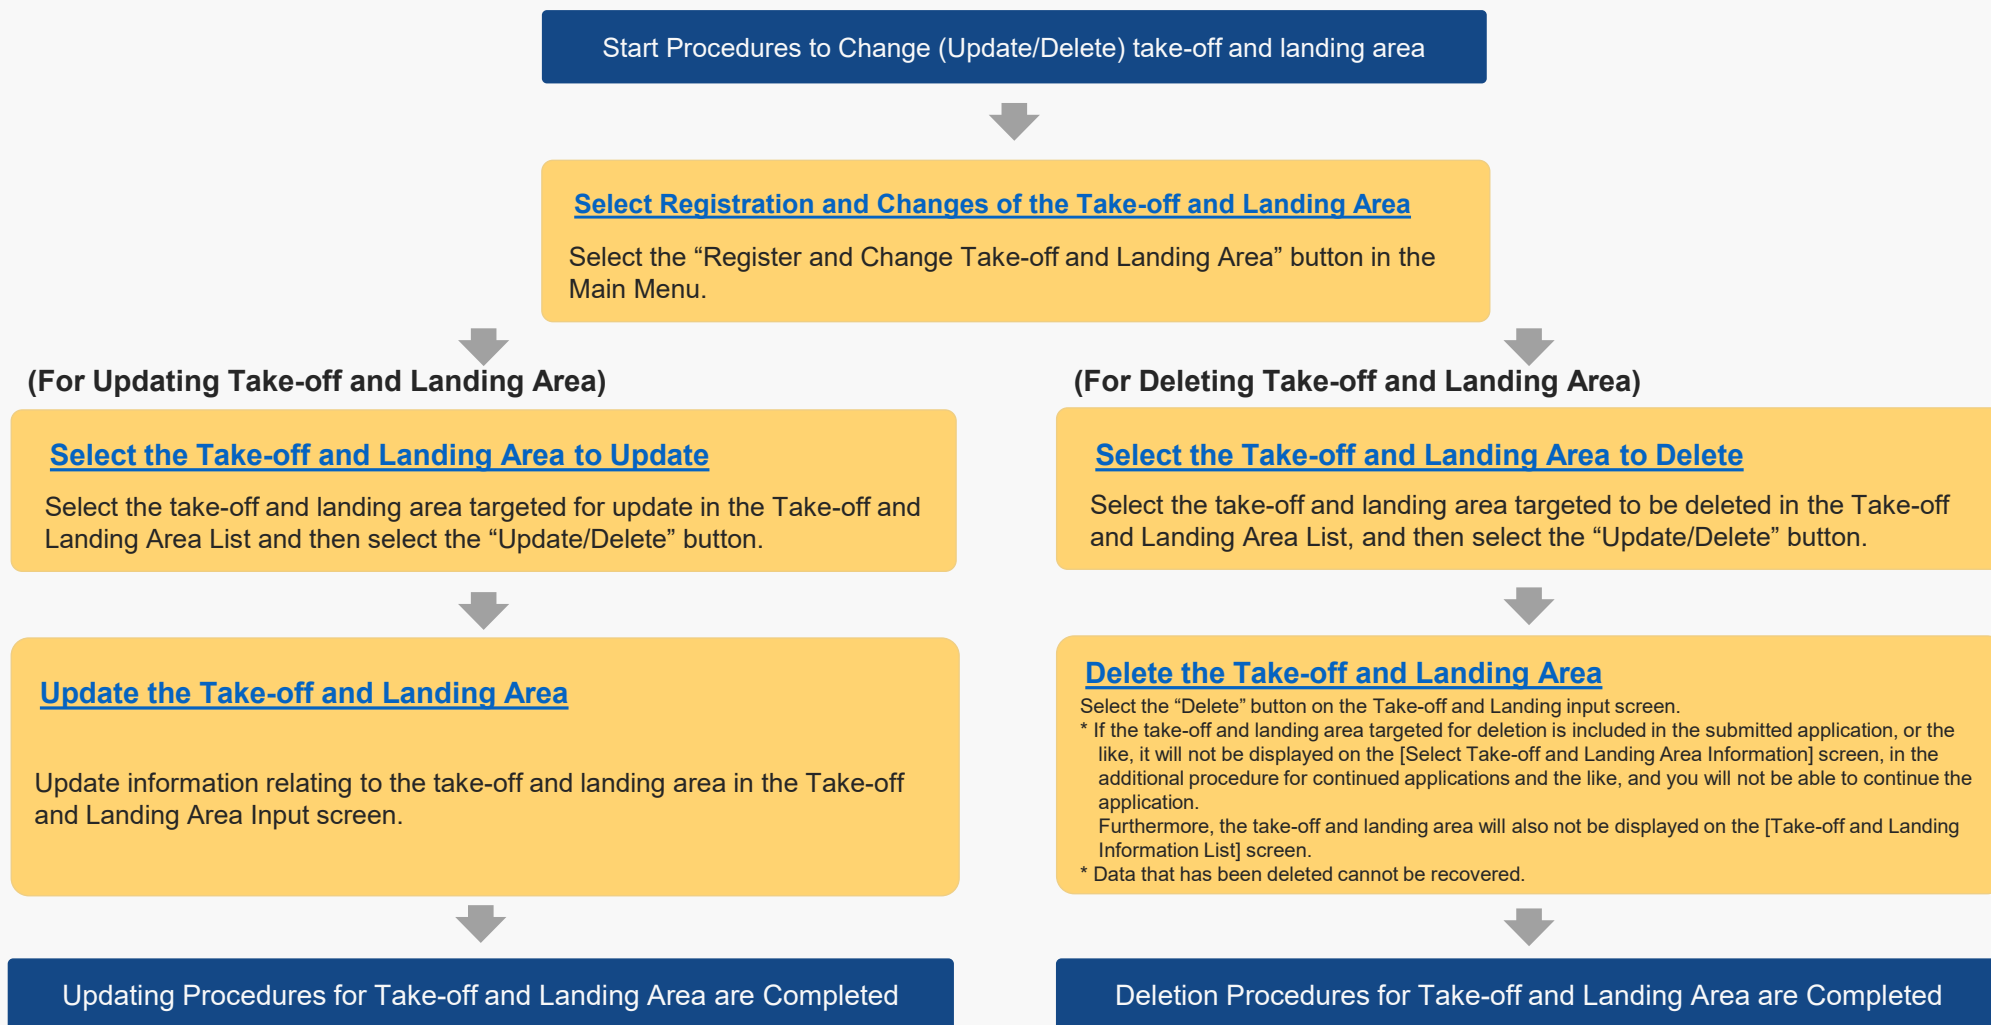 Start Procedures to Change (Update/Delete) take-off and landing area
Select Registration and Changes of the Take-off and Landing Area
Select the “Register and Change Take-off and Landing Area” button in the
Main Menu.
(For Updating Take-off and Landing Area)
Select the Take-off and Landing Area to Update
Select the take-off and landing area targeted for update in the Take-off and
Landing Area List and then select the “Update/Delete” button.
Update the Take-off and Landing Area
Update information relating to the take-off and landing area in the Take-off
and Landing Area Input screen.
Updating Procedures for Take-off and Landing Area are Completed
(For Deleting Take-off and Landing Area)
Select the Take-off and Landing Area to Delete
Select the take-off and landing area targeted to be deleted in the Take-off
and Landing Area List, and then select the “Update/Delete” button.
Delete the Take-off and Landing Area
Select the “Delete” button on the Take-off and Landing input screen.
* If the take-off and landing area targeted for deletion is included in the submitted application, or the
like, it will not be displayed on the [Select Take-off and Landing Area Information] screen, in the
additional procedure for continued applications and the like, and you will not be able to continue the
application.
Furthermore, the take-off and landing area will also not be displayed on the [Take-off and Landing
Information List] screen.
* Data that has been deleted cannot be recovered.
Deletion Procedures for Take-off and Landing Area are Completed